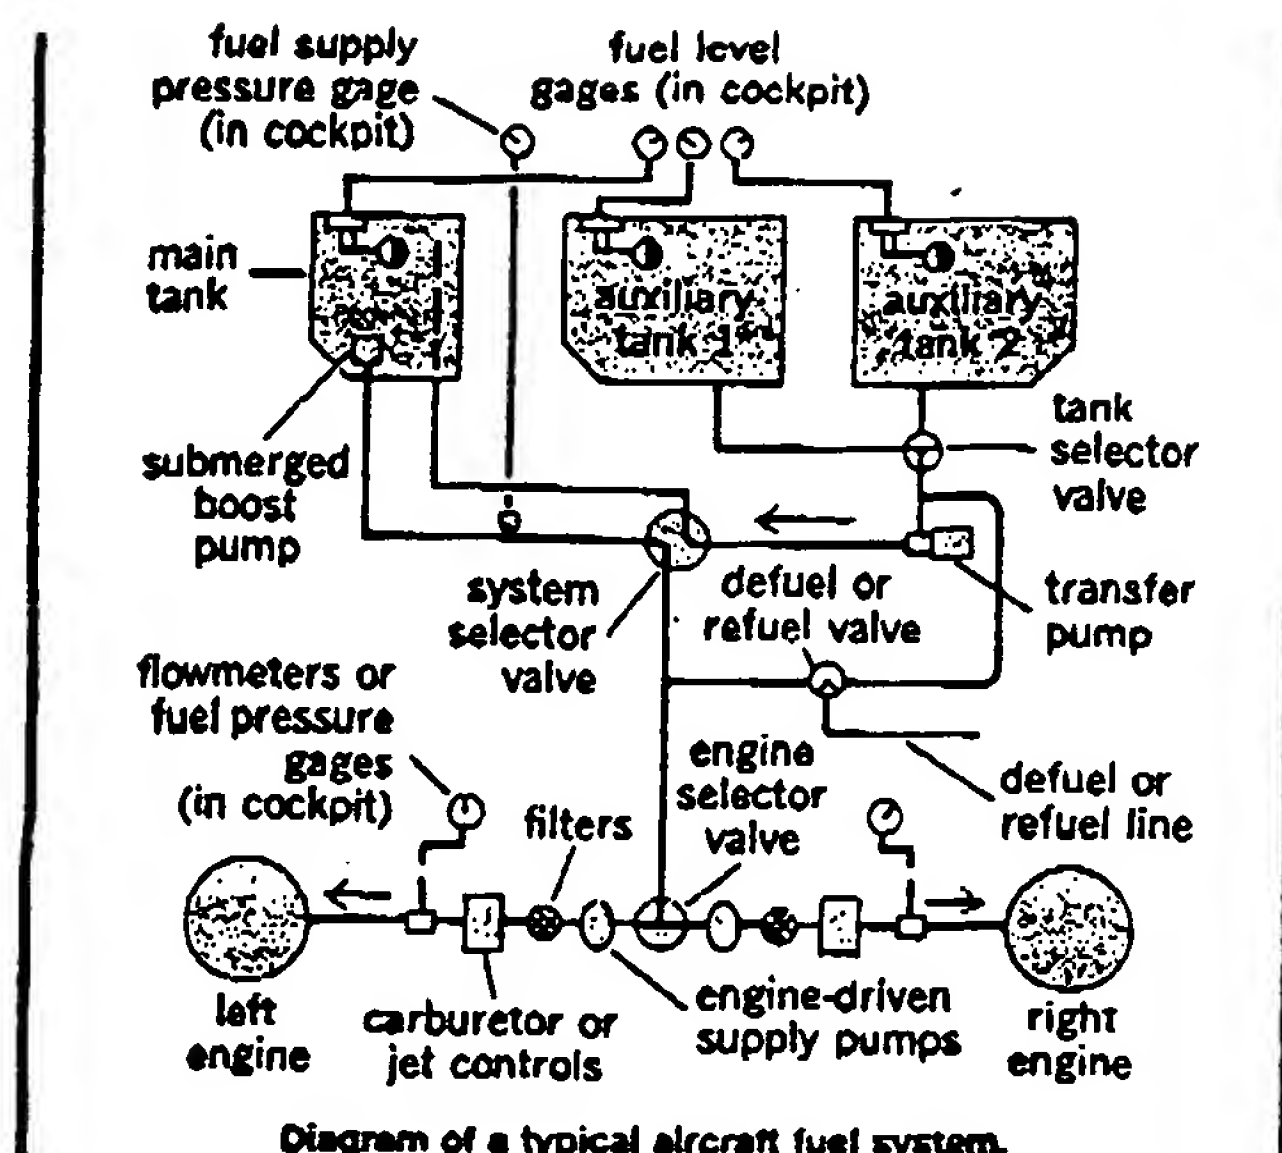 fuel supply
pressure gage
(in cockpit)
fuel level
gages (in cockpit)
main
tank
auxiliary
tank 1
auxiliary
tank 2
submerged
boost
pump
tank
selector
valve
system
selector
valve
defuel or
refuel valve
transfer
pump
flowmeters or
fuel pressure
gages
(in cockpit)
filters
engine
selector
valve
defuel or
refuel line
left
engine
carburetor or
jet controls
engine-driven
supply pumps
right
engine
Diagram of a typical aircraft fuel system.